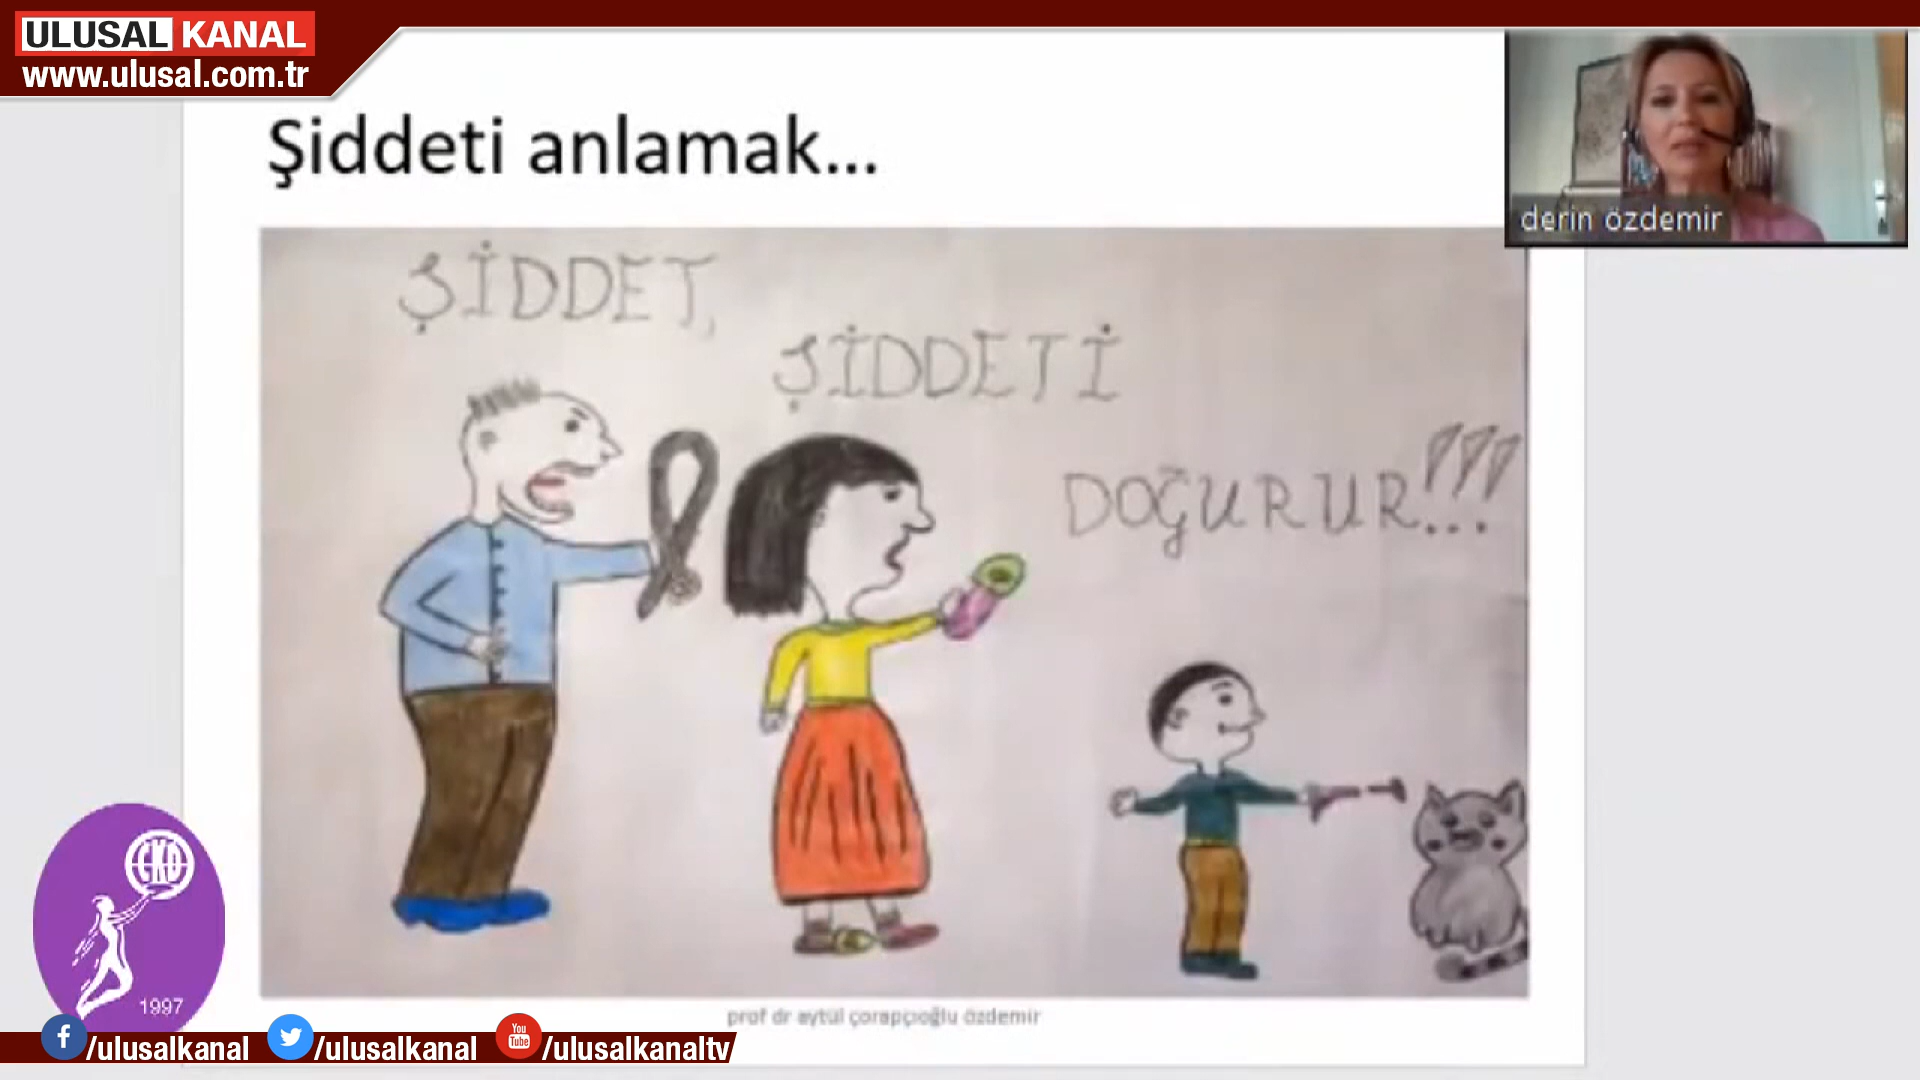 ULUSAL KANAL
www.ulusal.com.tr
Şiddeti anlamak...
derin özdemir
ŞİDDET,
ŞİDDETİ
DOĞURUR!!!
CKD
1997
prof dr aytül çorapçıoğlu özdemir
f /ulusalkanal
/ulusalkanal
You Tube /ulusalkanaltv